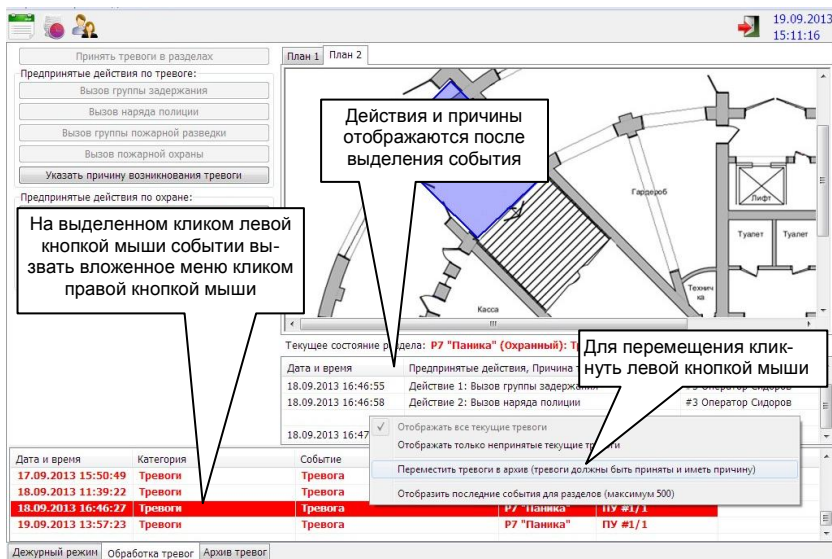 19.09.2013
15:11:16
Принять тревоги в разделах
Предпринятые действия по тревоге:
Вызов группы задержания
Вызов наряда полиции
Вызов группы пожарной разведки
Вызов пожарной охраны
Указать причину возникнования тревоги
Предпринятые действия по охране:
План 1 План 2
Действия и причины
отображаются после
выделения события
Гардероб
Лифт
Туалет Туалет
Технич
ка
Касса
На выделенном кликом левой
кнопкой мыши событии вы-
звать вложенное меню кликом
правой кнопкой мыши
Текущее состояние раздела: Р7 "Паника" (Охранный):
Для перемещения клик-
нуть левой кнопкой мыши
Дата и время Предпринятые действия, Причина
18.09.2013 16:46:55 Действие 1: Вызов группы задержания #3 Оператор Сидоров
18.09.2013 16:46:58 Действие 2: Вызов наряда полиции #3 Оператор Сидоров
18.09.2013 16:47
Отображать все текущие тревоги
Отображать только непринятые текущие тревоги
Переместить тревоги в архив (тревоги должны быть приняты и иметь причину)
Отобразить последние события для разделов (максимум 500)
Дата и время Категория Событие
17.09.2013 15:50:49 Тревоги Тревога
18.09.2013 11:39:22 Тревоги Тревога
18.09.2013 16:46:27 Тревоги Тревога Р7 "Паника" ПУ #1/1
19.09.2013 13:57:23 Тревоги Тревога Р7 "Паника" ПУ #1/1
Дежурный режим Обработка тревог Архив тревог